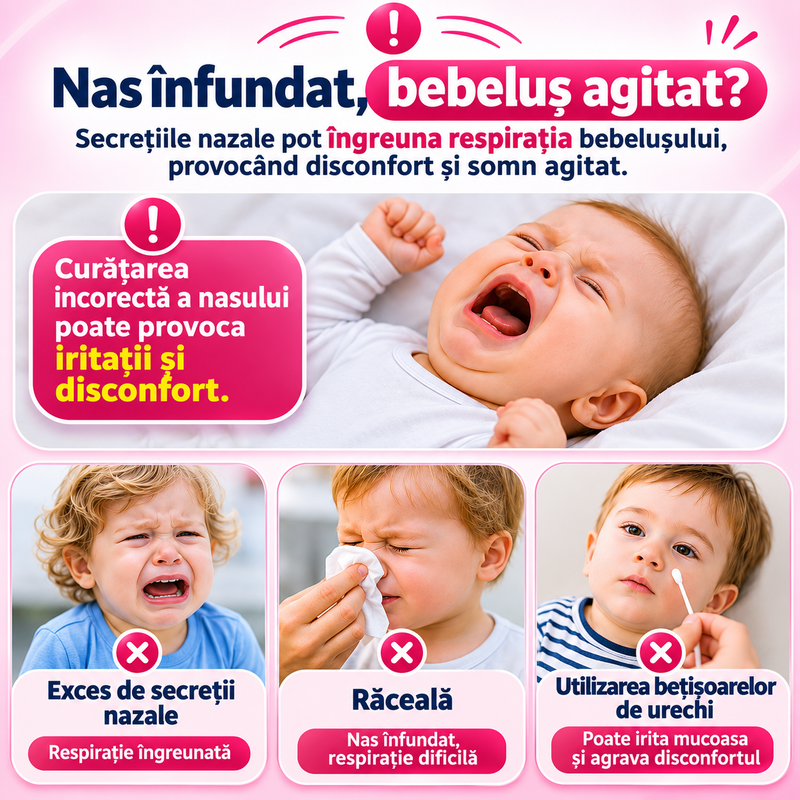 !
Nas înfundat, bebeluș agitat?
Secrețiile nazale pot îngreuna respirația bebelușului,
provocând disconfort și somn agitat.
!
Curățarea
incorectă a nasului
poate provoca
iritații și
disconfort.
Exces de secreții
nazale
Respirație îngreunată
Răceală
Nas înfundat,
respirație dificilă
Utilizarea bețișoarelor
de urechi
Poate irita mucoasa
și agrava disconfortul